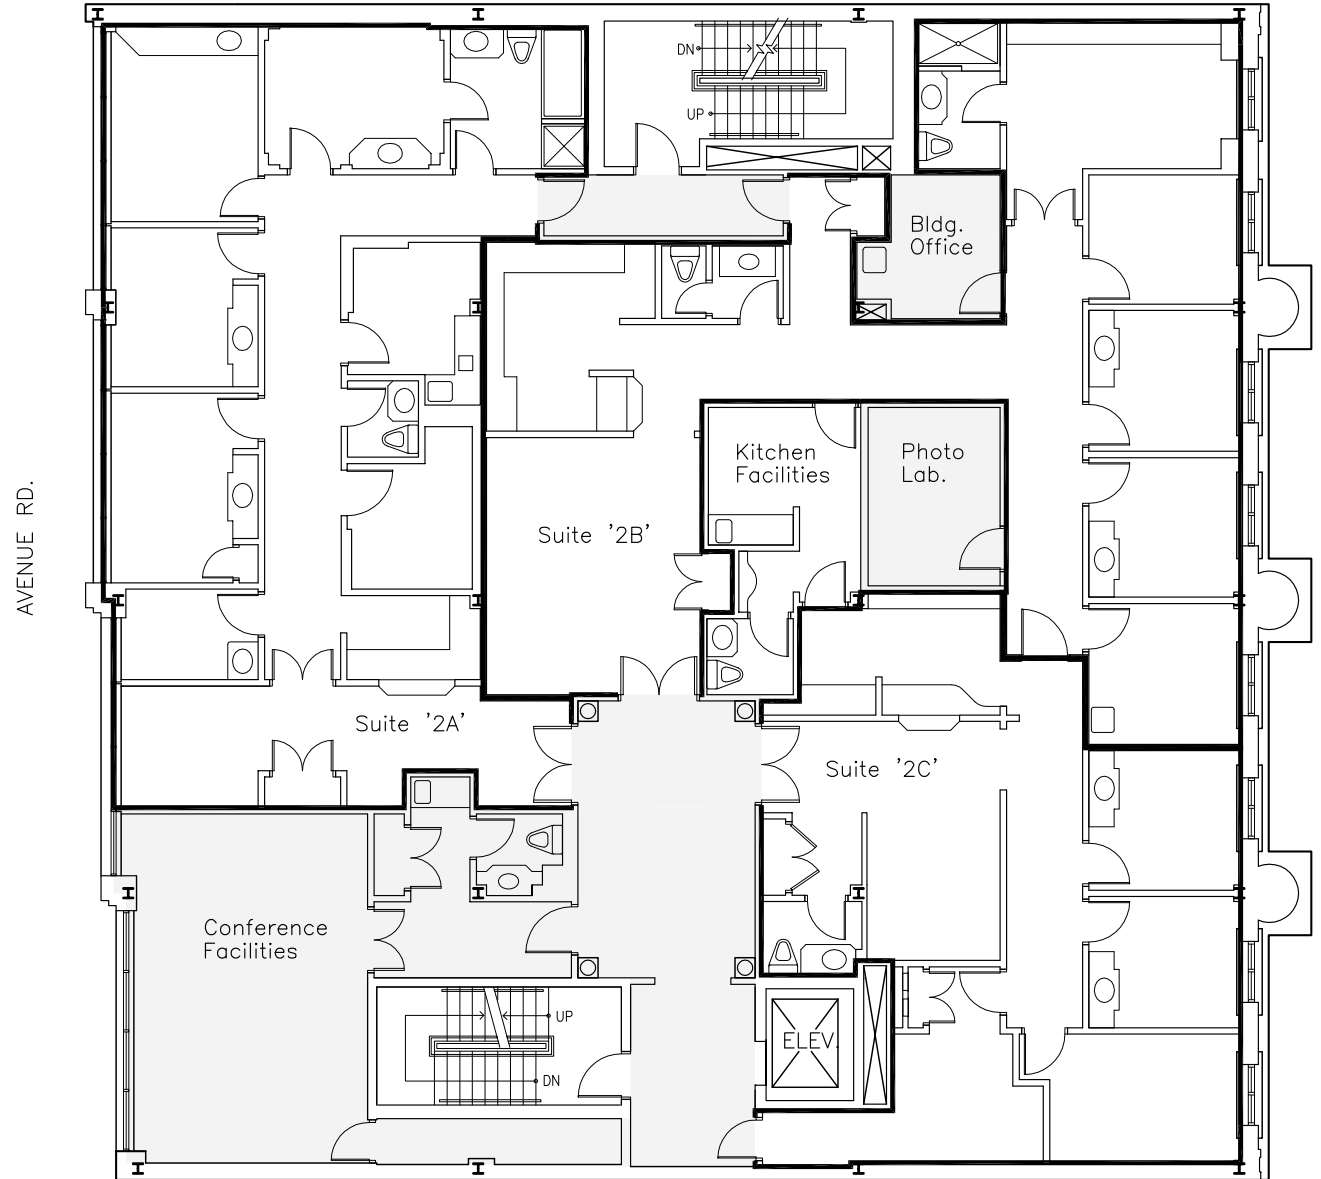 DN
UP
Bldg.
Office
Kitchen
Facilities
Photo
Lab.
AVENUE RD.
Suite '2B'
Suite '2A'
Suite '2C'
Conference
Facilities
UP
ELEV.
DN